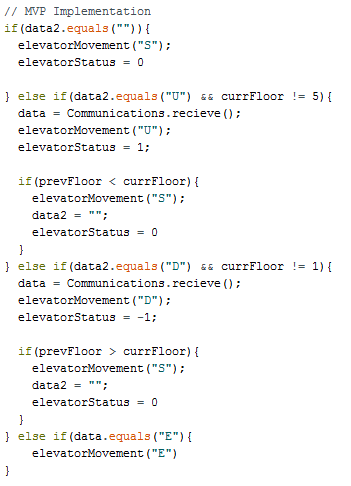 // MVP Implementation
if(data2.equals("")){
  elevatorMovement("S");
  elevatorStatus = 0

} else if(data2.equals("U") && currFloor != 5){
  data = Communications.recieve();
  elevatorMovement("U");
  elevatorStatus = 1;

  if(prevFloor < currFloor){
    elevatorMovement("S");
    data2 = "";
    elevatorStatus = 0
  }
} else if(data2.equals("D") && currFloor != 1){
  data = Communications.recieve();
  elevatorMovement("D");
  elevatorStatus = -1;

  if(prevFloor > currFloor){
    elevatorMovement("S");
    data2 = "";
    elevatorStatus = 0
  }
} else if(data.equals("E"){
    elevatorMovement("E")
}